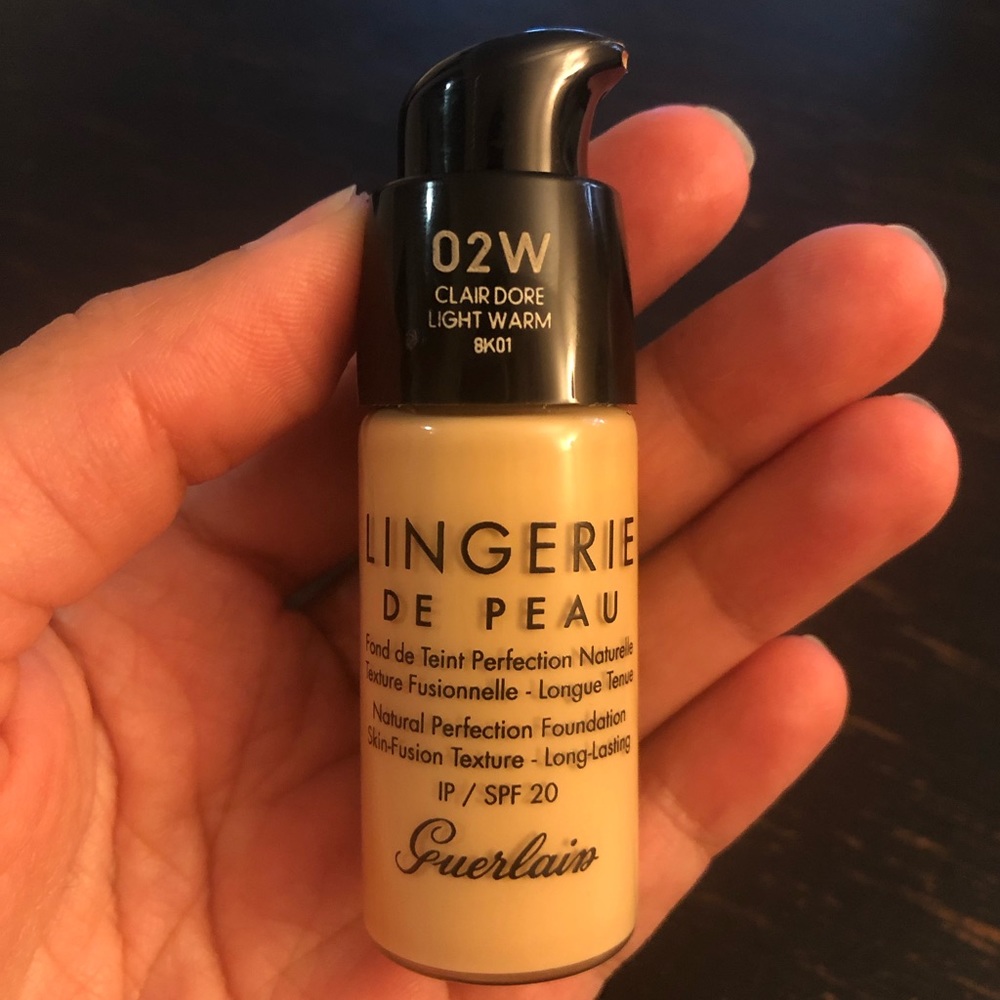 02W
CLAIR DORE
LIGHT WARM
8K01
LINGERIE
DE PEAU
Fond de Teint Perfection Naturelle
Texture Fusionnelle - Longue Tenue
Natural Perfection Foundation
Skin-Fusion Texture - Long-Lasting
IP / SPF 20
Guerlain